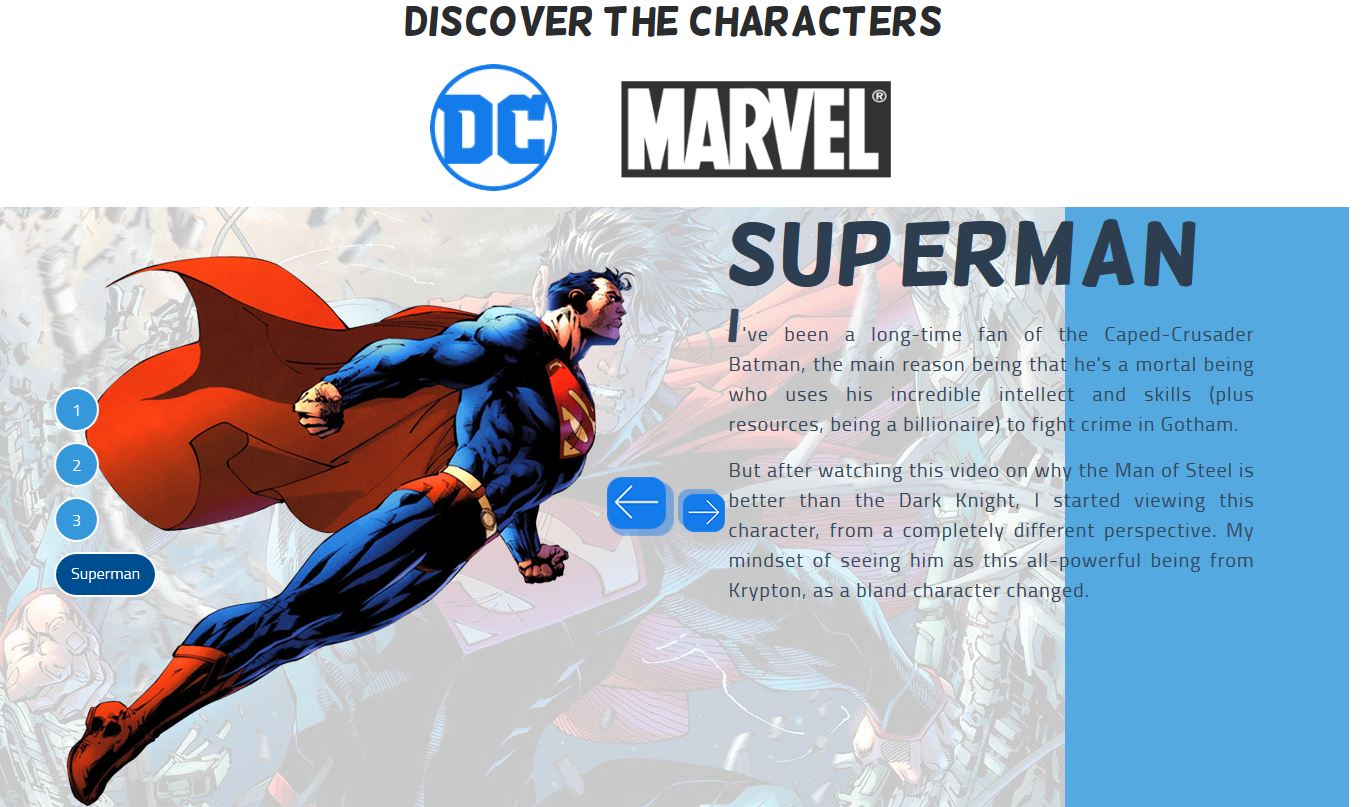 DISCOVER THE CHARACTERS
DC
MARVEL®
SUPERMAN
I've been a long-time fan of the Caped-Crusader
Batman, the main reason being that he's a mortal being
who uses his incredible intellect and skills (plus
resources, being a billionaire) to fight crime in Gotham.
But after watching this video on why the Man of Steel is
better than the Dark Knight, I started viewing this
character, from a completely different perspective. My
mindset of seeing him as this all-powerful being from
Krypton, as a bland character changed.
1
2
3
Superman